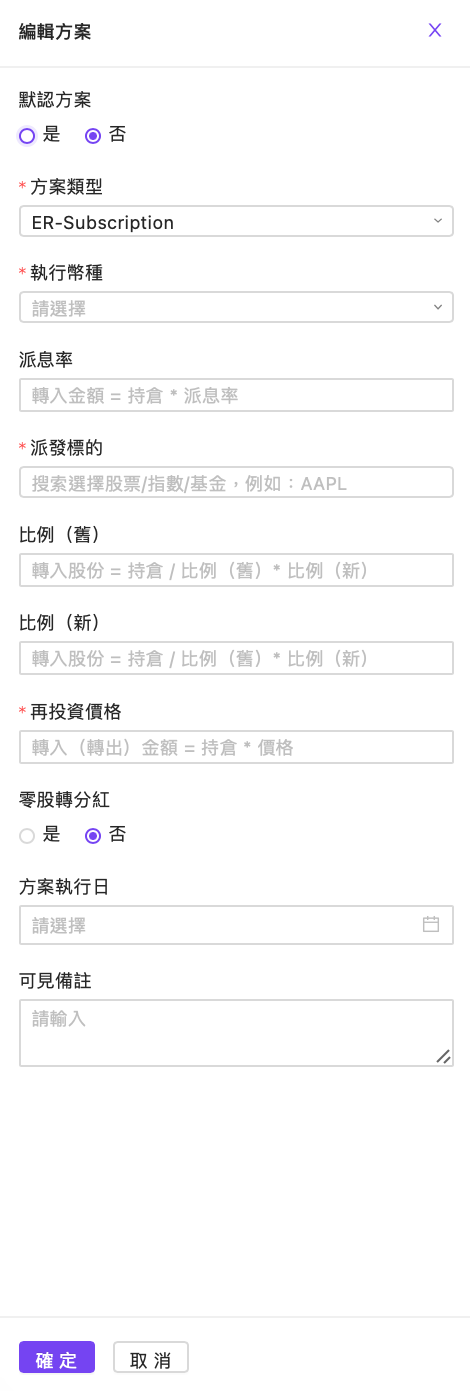 編輯方案
默認方案
是 否
* 方案類型
ER-Subscription
* 執行幣種
請選擇
派息率
轉入金額 = 持倉 * 派息率
* 派發標的
搜索選擇股票/指數/基金，例如：AAPL
比例（舊）
轉入股份 = 持倉 / 比例（舊）* 比例（新）
比例（新）
轉入股份 = 持倉 / 比例（舊）* 比例（新）
* 再投資價格
轉入（轉出）金額 = 持倉 * 價格
零股轉分紅
是 否
方案執行日
請選擇
可見備註
請輸入
確定 取消